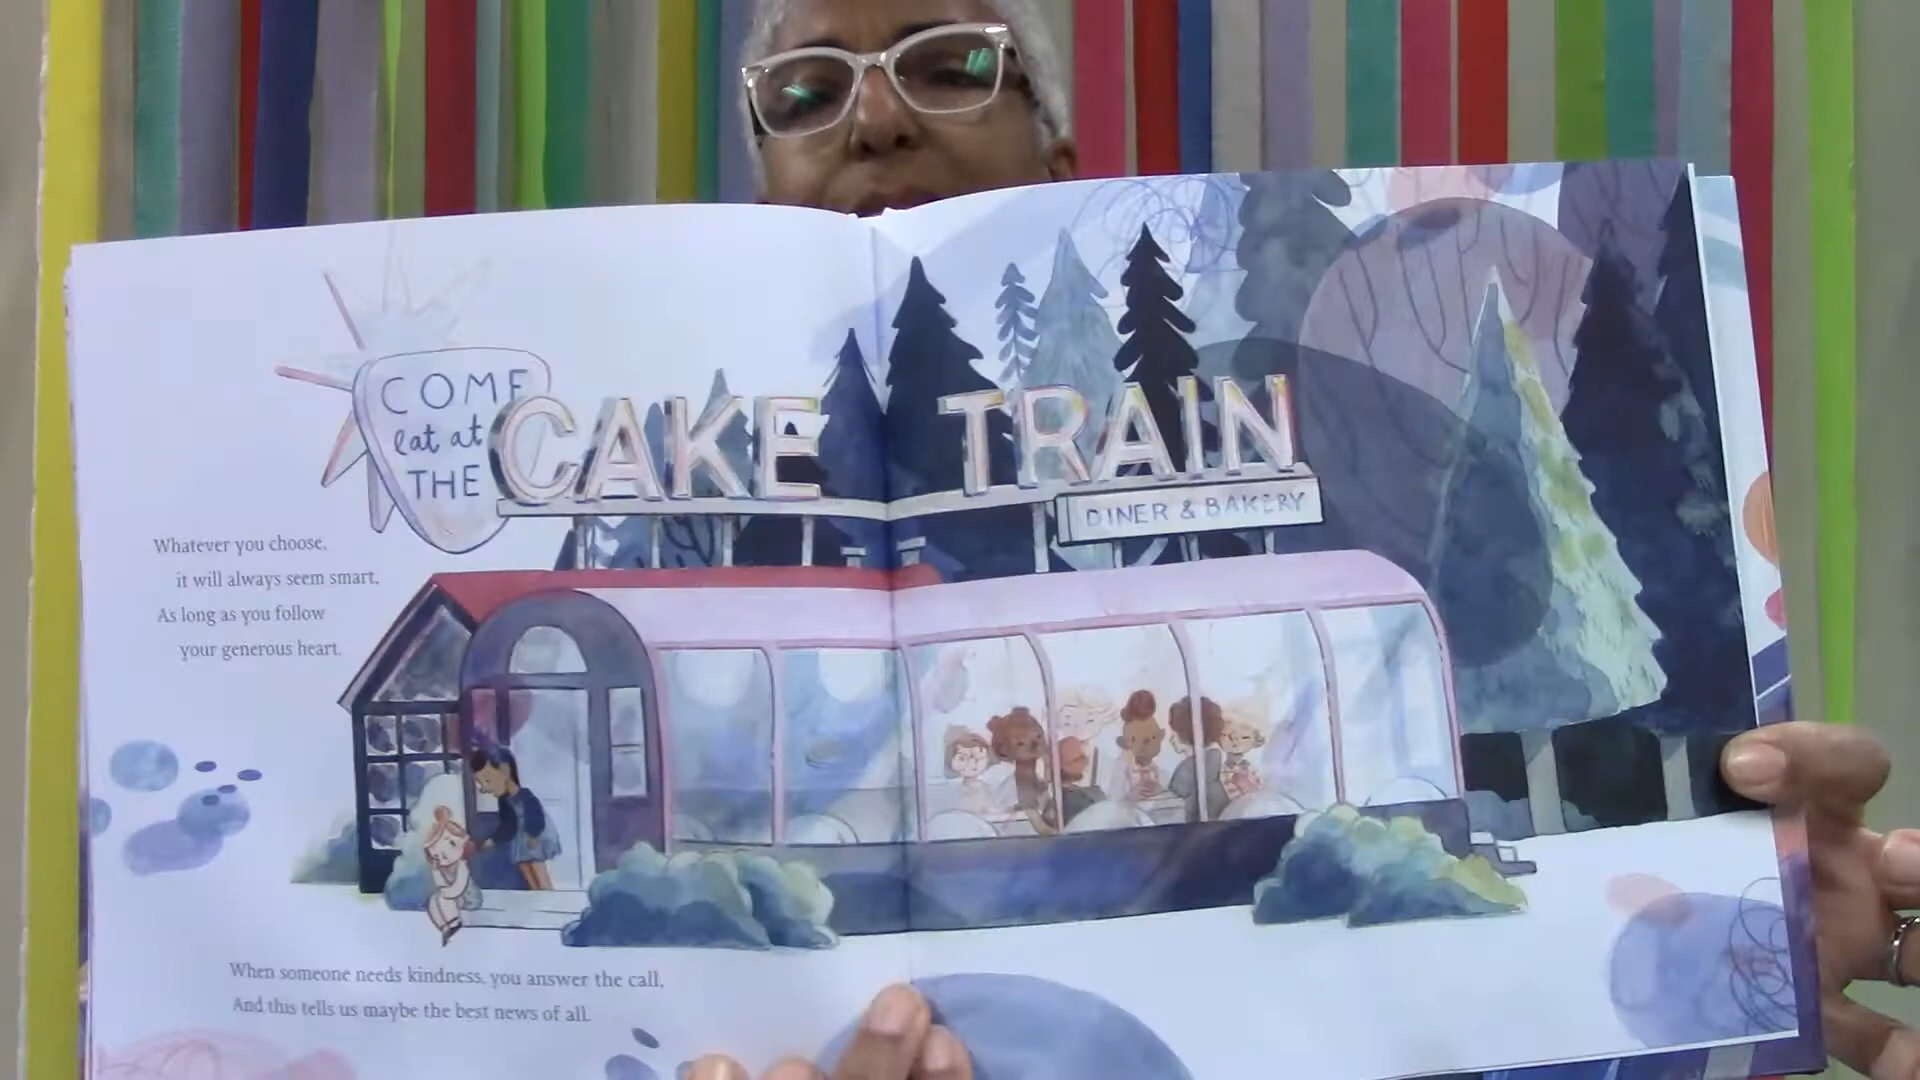 COME
eat at
THE
CAKE TRAIN
DINER & BAKERY
Whatever you choose,
it will always seem smart,
As long as you follow
your generous heart.
When someone needs kindness, you answer the call,
And this tells us maybe the best news of all.